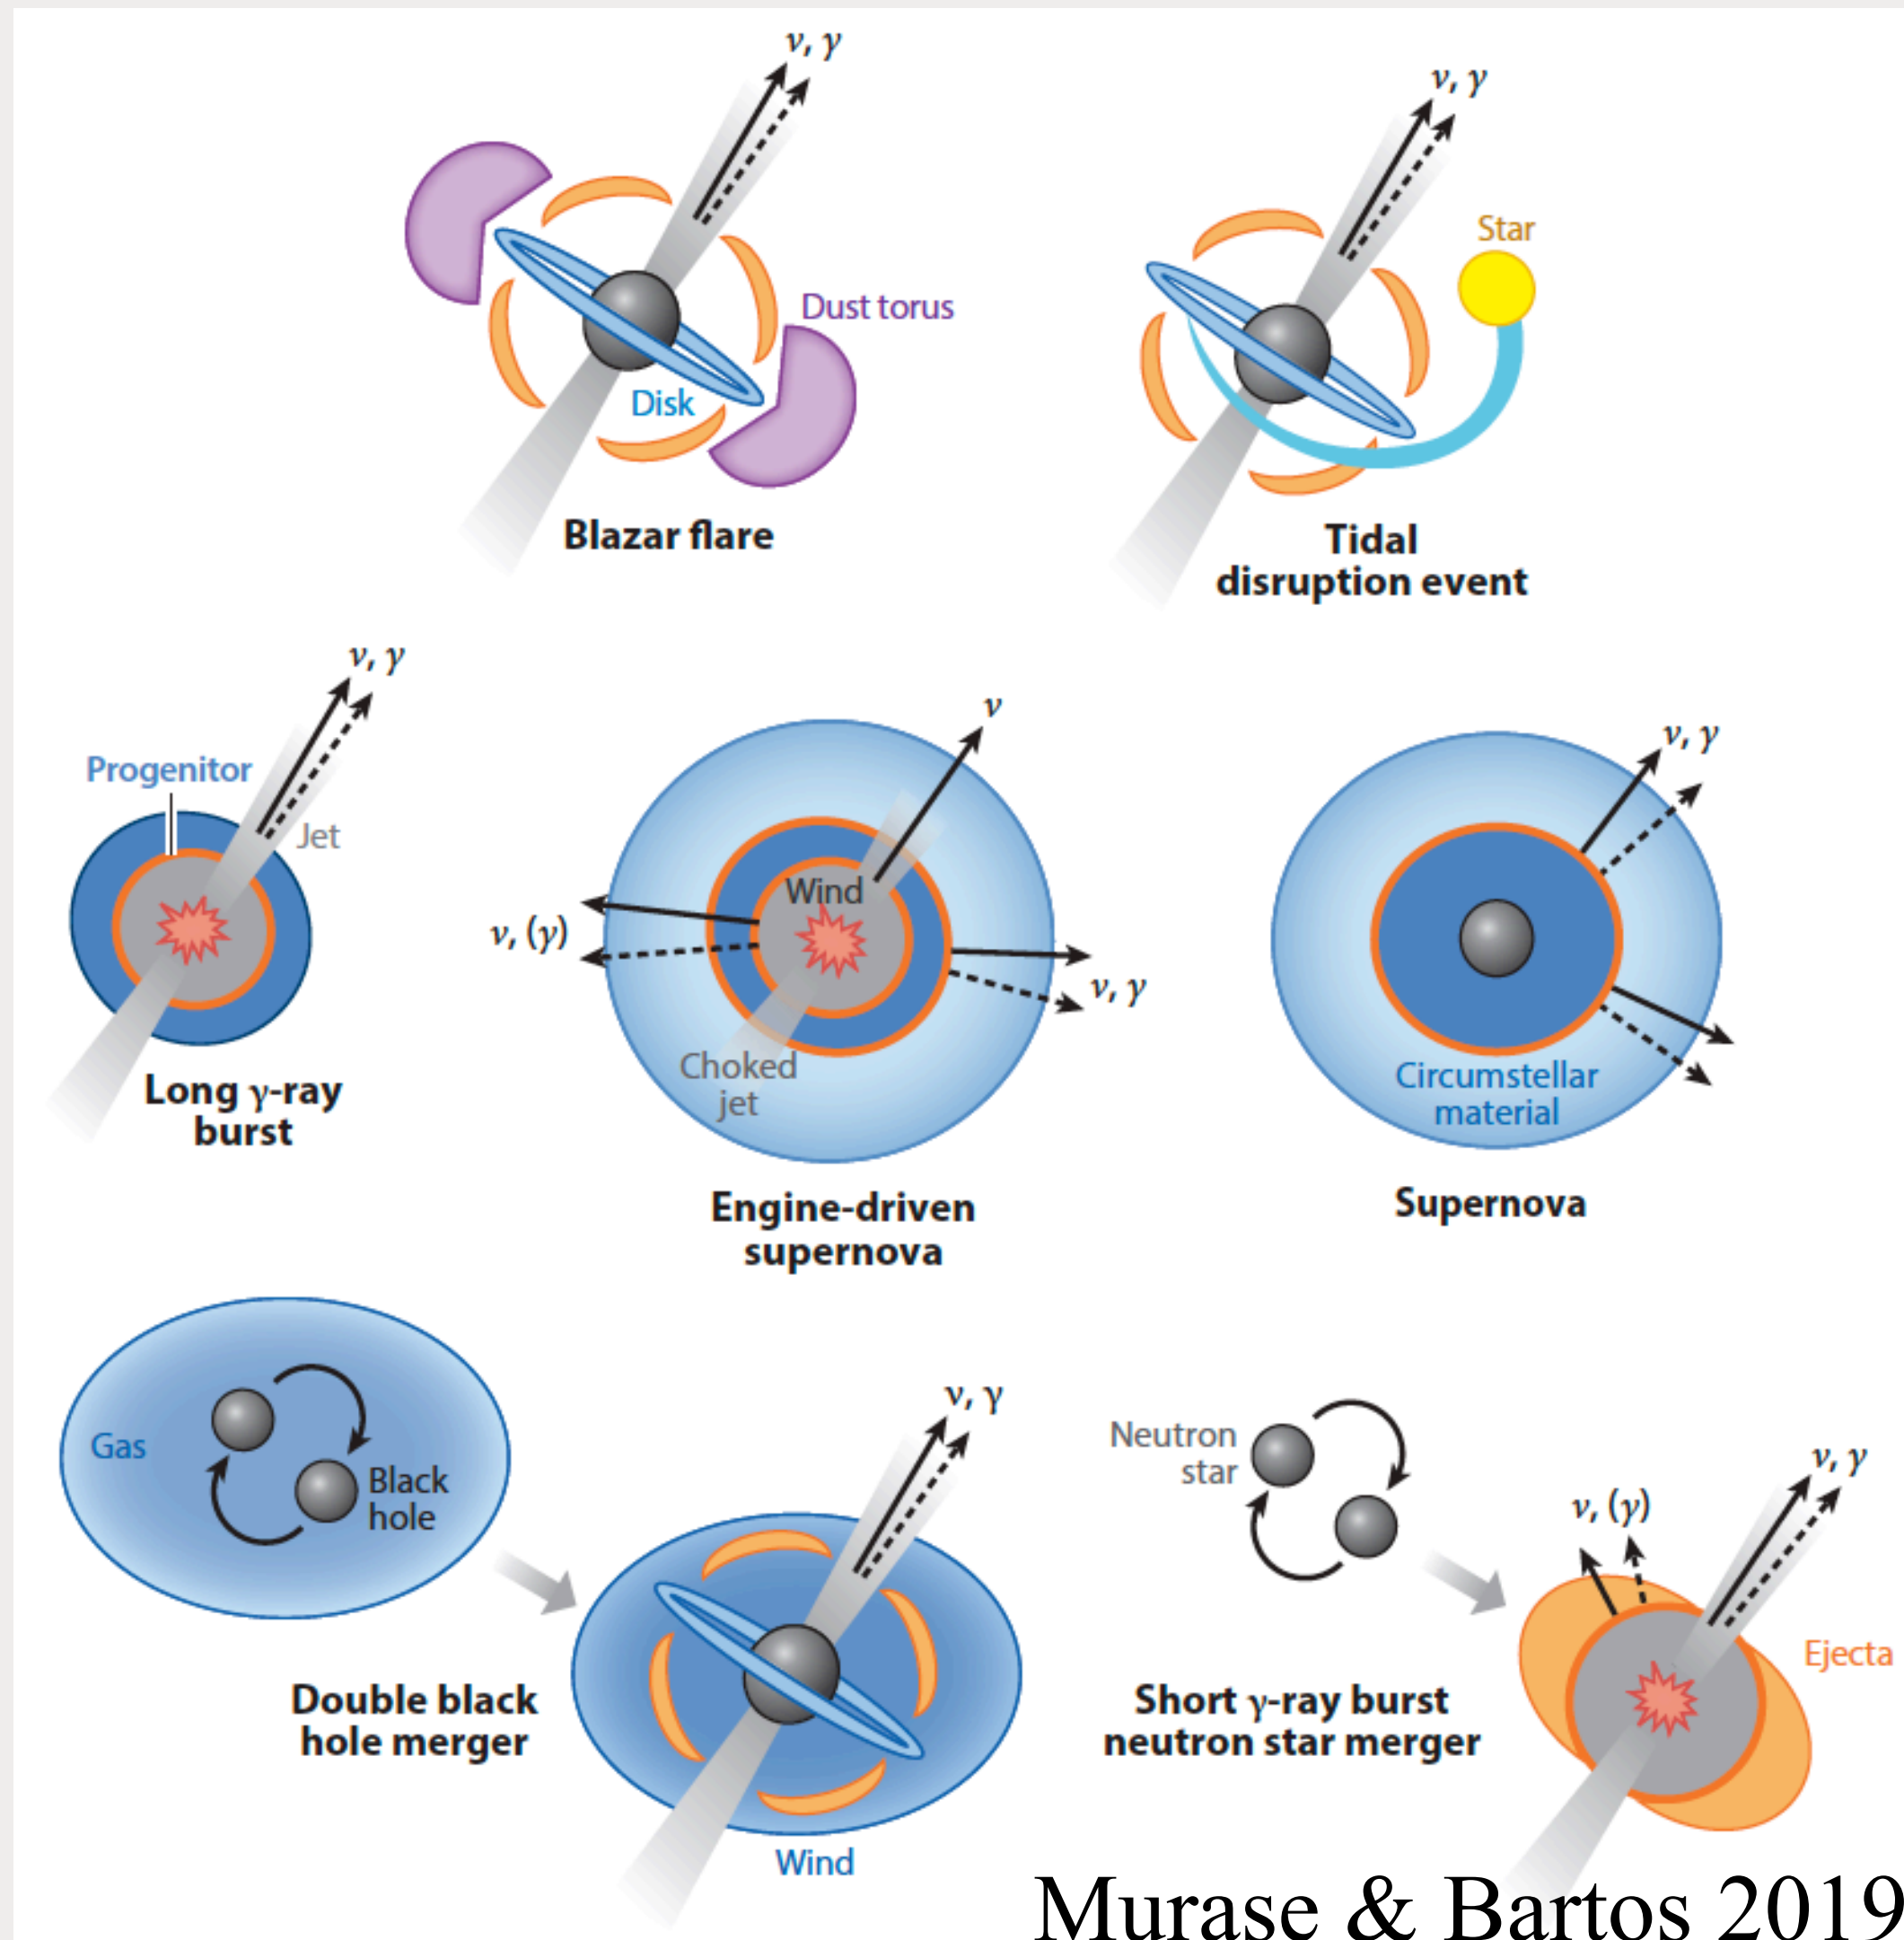 ν, γ
ν, γ
Star
Dust torus
Disk
Blazar flare
Tidal
disruption event
ν, γ
ν
ν, γ
Progenitor
Jet
Wind
ν, (γ)
ν, γ
Choked
jet
Circumstellar
material
Long γ-ray
burst
Engine-driven
supernova
Supernova
Gas
Black
hole
ν, γ
Neutron
star
ν, γ
ν, (γ)
Ejecta
Double black
hole merger
Short γ-ray burst
neutron star merger
Wind
Murase & Bartos 2019